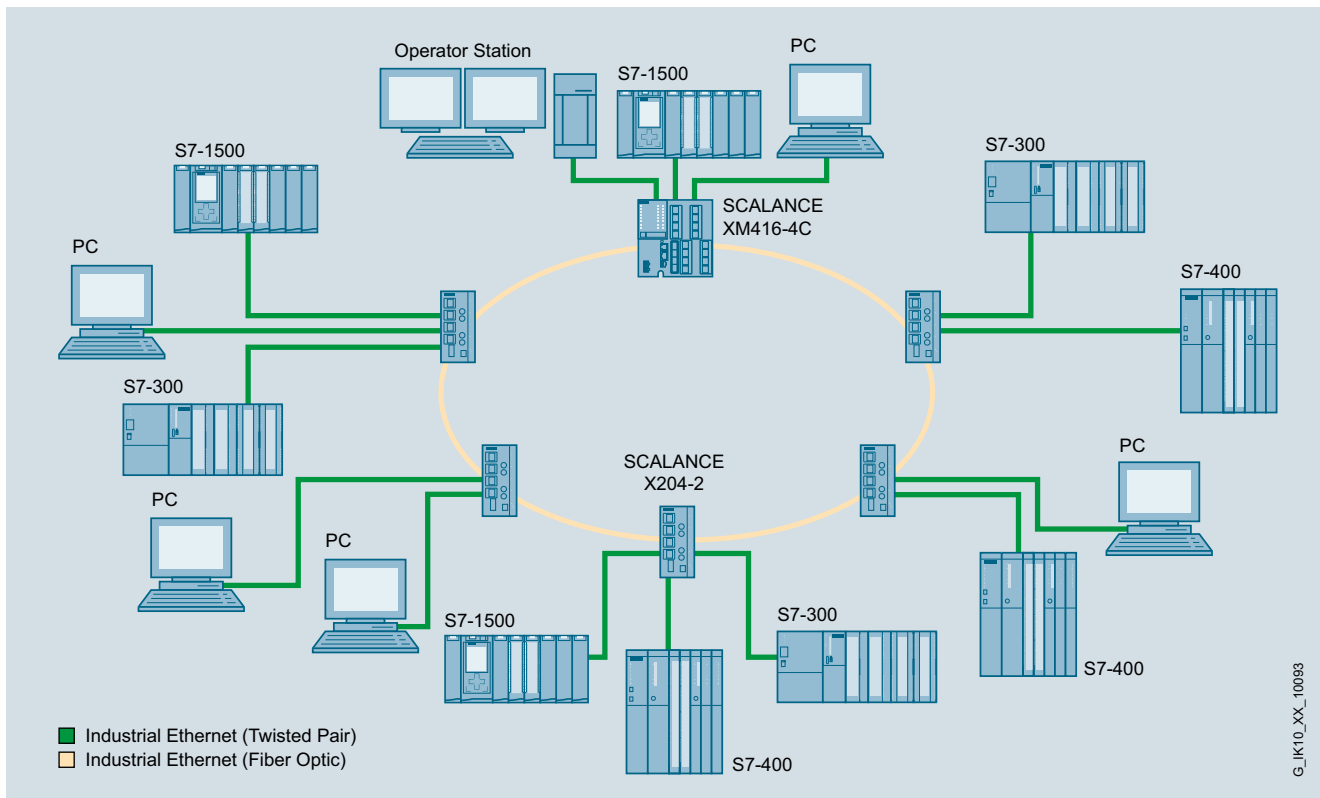 Operator Station
PC
S7-1500
S7-1500
S7-300
SCALANCE
XM416-4C
PC
S7-400
S7-300
PC
SCALANCE
X204-2
PC
PC
S7-1500
S7-300
S7-400
S7-400
Industrial Ethernet (Twisted Pair)
Industrial Ethernet (Fiber Optic)
G_IK10_XX_10093